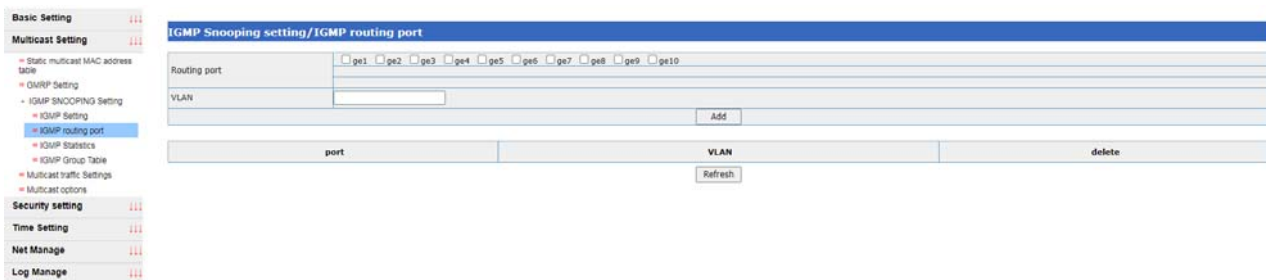 Basic Setting
Multicast Setting
Static multicast MAC address
table
GMRP Setting
IGMP SNOOPING Setting
IGMP Setting
IGMP routing port
IGMP Statistics
IGMP Group Table
Multicast traffic Settings
Multicast options
Security setting
Time Setting
Net Manage
Log Manage
IGMP Snooping setting/IGMP routing port
Routing port
ge1 ge2 ge3 ge4 ge5 ge6 ge7 ge8 ge9 ge10
VLAN
Add
port VLAN delete
Refresh